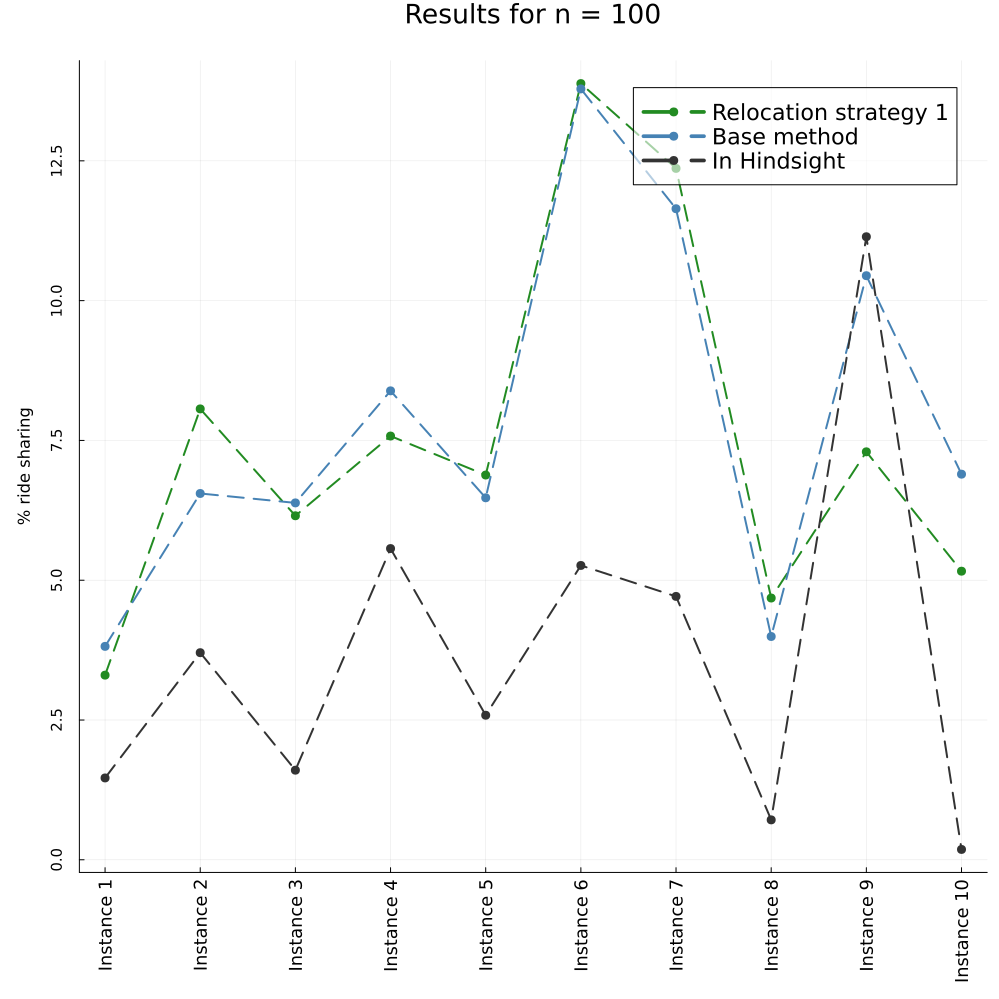 Results for n = 100
Relocation strategy 1
Base method
In Hindsight
% ride sharing
12.5
10.0
7.5
5.0
2.5
0.0
Instance 1
Instance 2
Instance 3
Instance 4
Instance 5
Instance 6
Instance 7
Instance 8
Instance 9
Instance 10